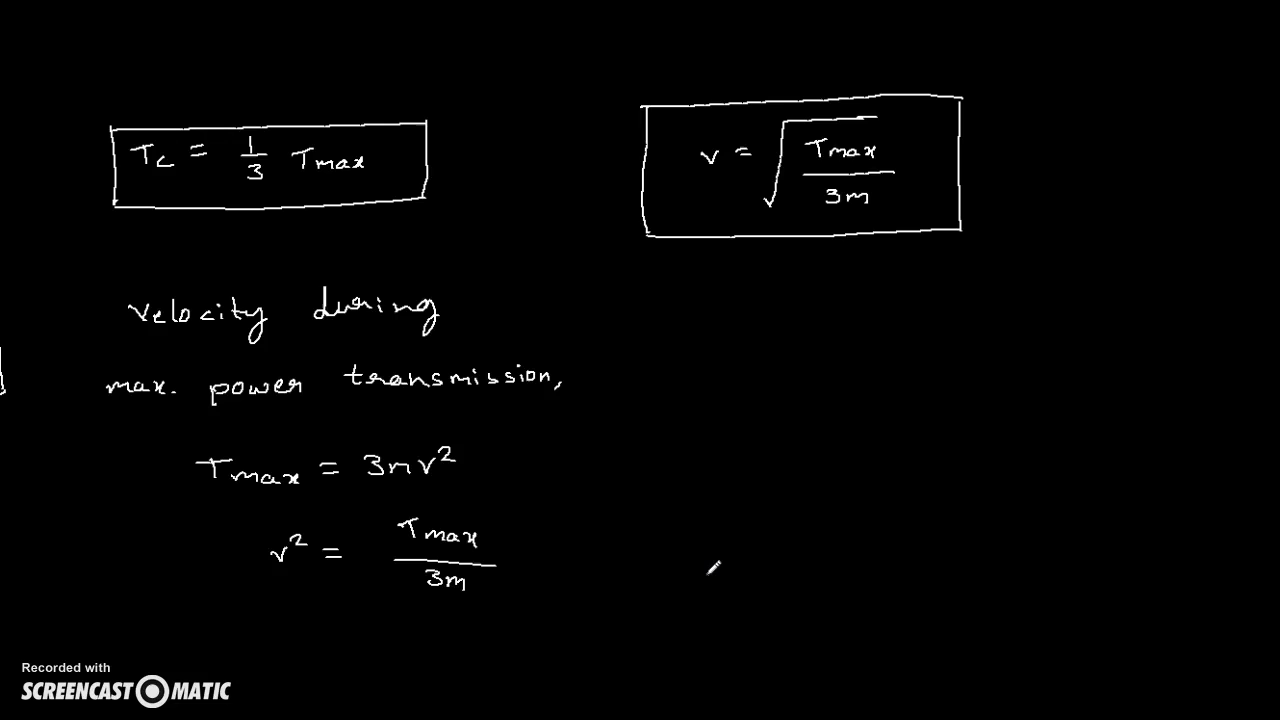 Tc = 1/3 Tmax
v = √(Tmax/3m)
velocity during
max. power transmission,
Tmax = 3mv²
v² = Tmax/3m
Recorded with
SCREENCAST MATIC